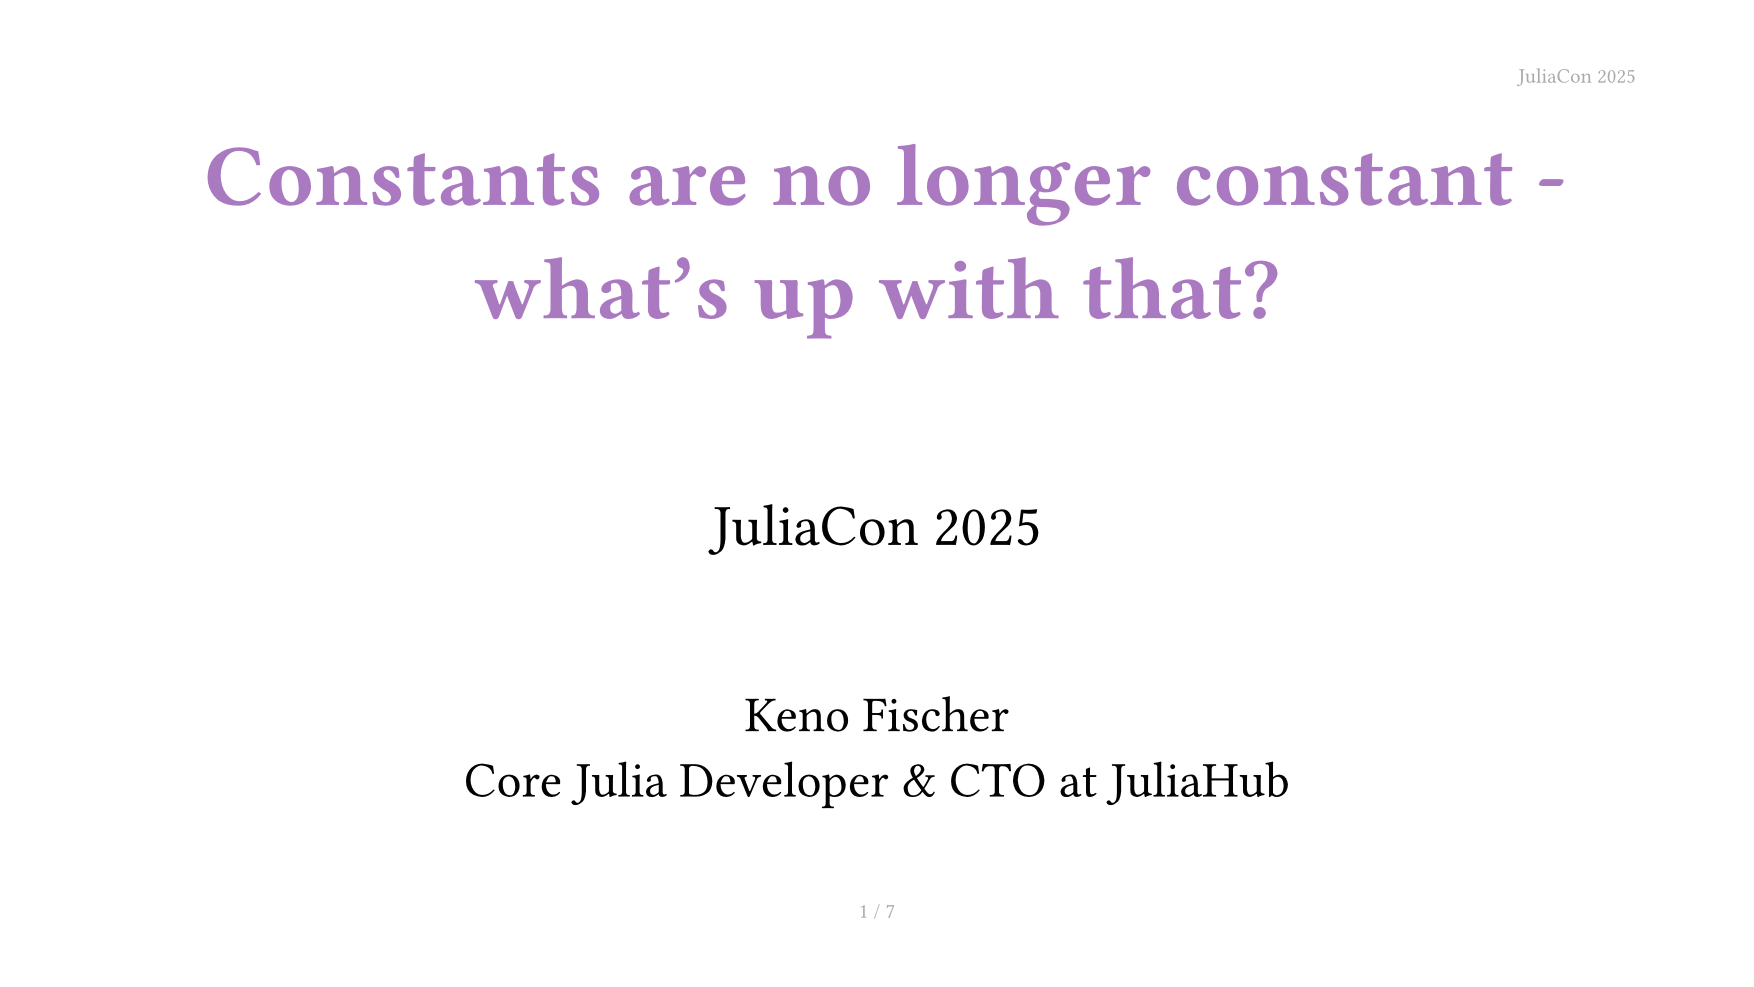 JuliaCon 2025
Constants are no longer constant -
what’s up with that?
JuliaCon 2025
Keno Fischer
Core Julia Developer & CTO at JuliaHub
1 / 7